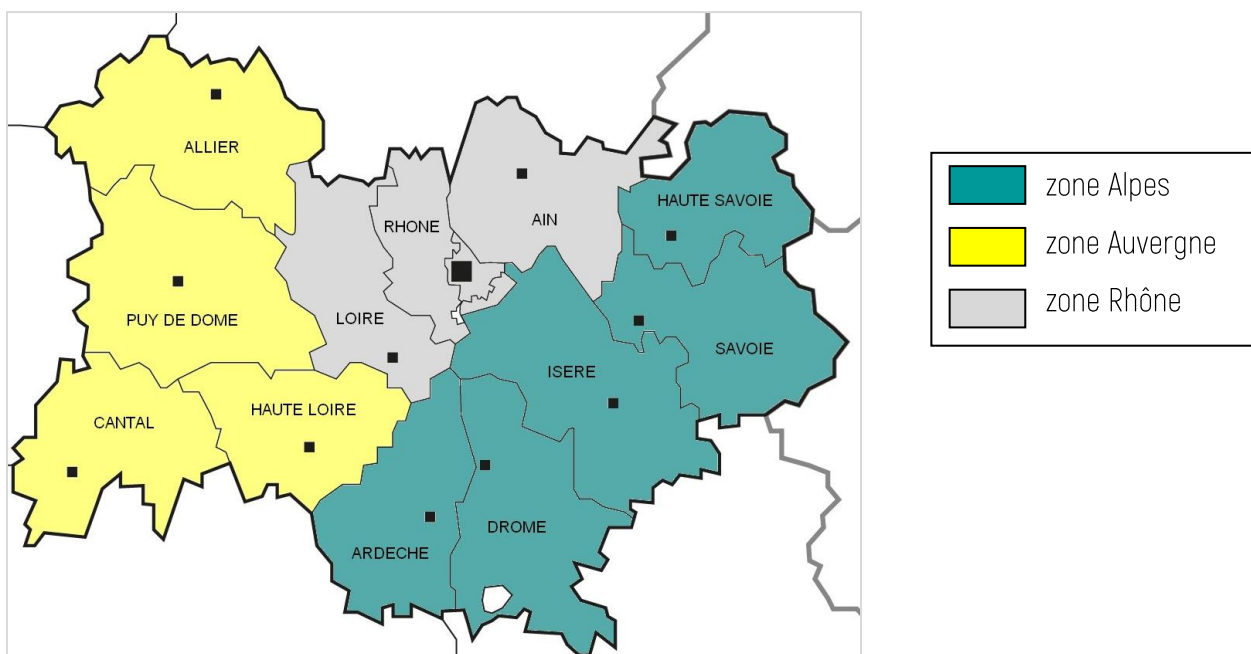 ALLIER
HAUTE SAVOIE
RHONE
AIN
PUY DE DOME
LOIRE
SAVOIE
ISERE
HAUTE LOIRE
CANTAL
DROME
ARDECHE
zone Alpes
zone Auvergne
zone Rhône